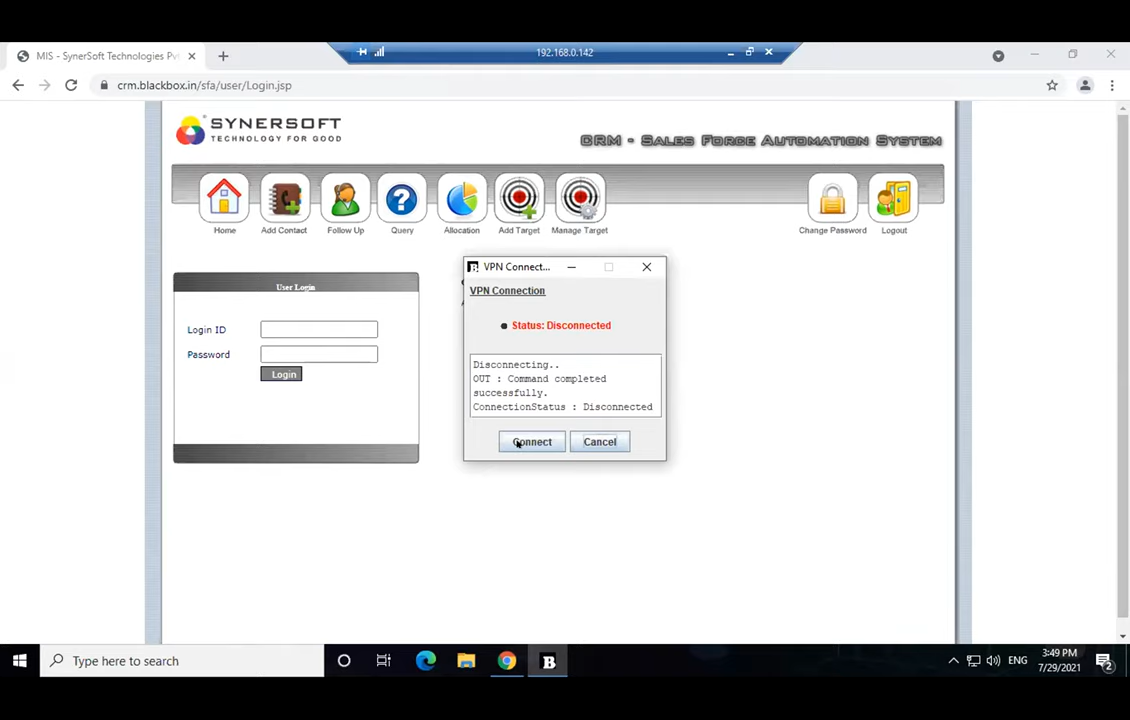 MIS - SynerSoft Technologies Pv
192.168.0.142
crm.blackbox.in/sfa/user/Login.jsp
SYNERSOFT
TECHNOLOGY FOR GOOD
CRM - Sales Force Automation System
Home
Add Contact
Follow Up
Query
Allocation
Add Target
Manage Target
Change Password
Logout
User Login
Login ID
Password
Login
B
VPN Connect...
VPN Connection
Status: Disconnected
Disconnecting..
OUT : Command completed
successfully.
ConnectionStatus : Disconnected
Connect
Cancel
Type here to search
B
ENG
3:49 PM
7/29/2021
2